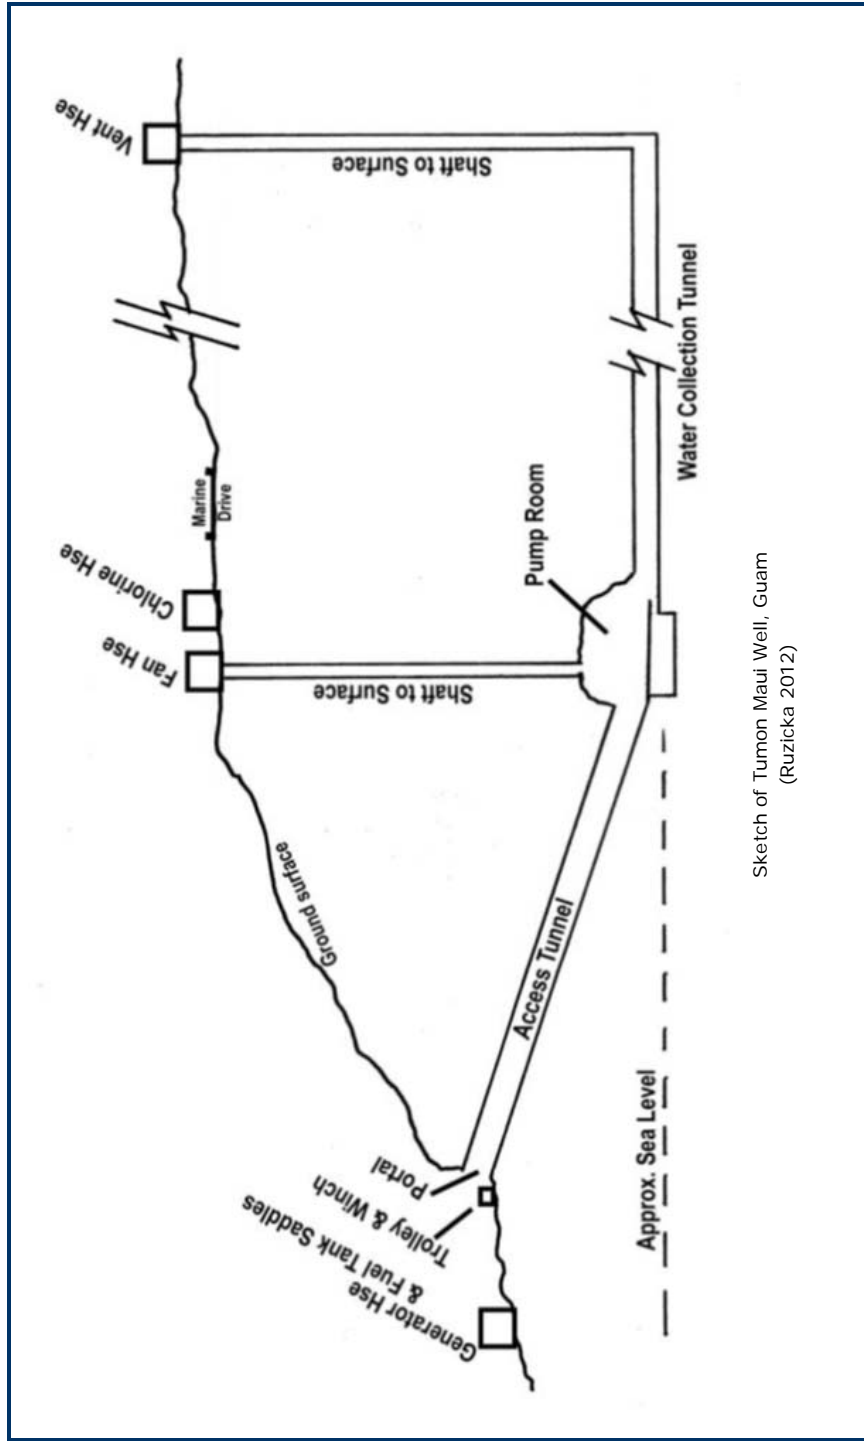 Vent Hse
Shaft to Surface
Water Collection Tunnel
Marine
Drive
Chlorine Hse
Fan Hse
Shaft to Surface
Pump Room
Ground surface
Access Tunnel
Portal
Trolley & Winch
Generator Hse
& Fuel Tank Saddles
Approx. Sea Level
Sketch of Tumon Maui Well, Guam
(Ruzicka 2012)